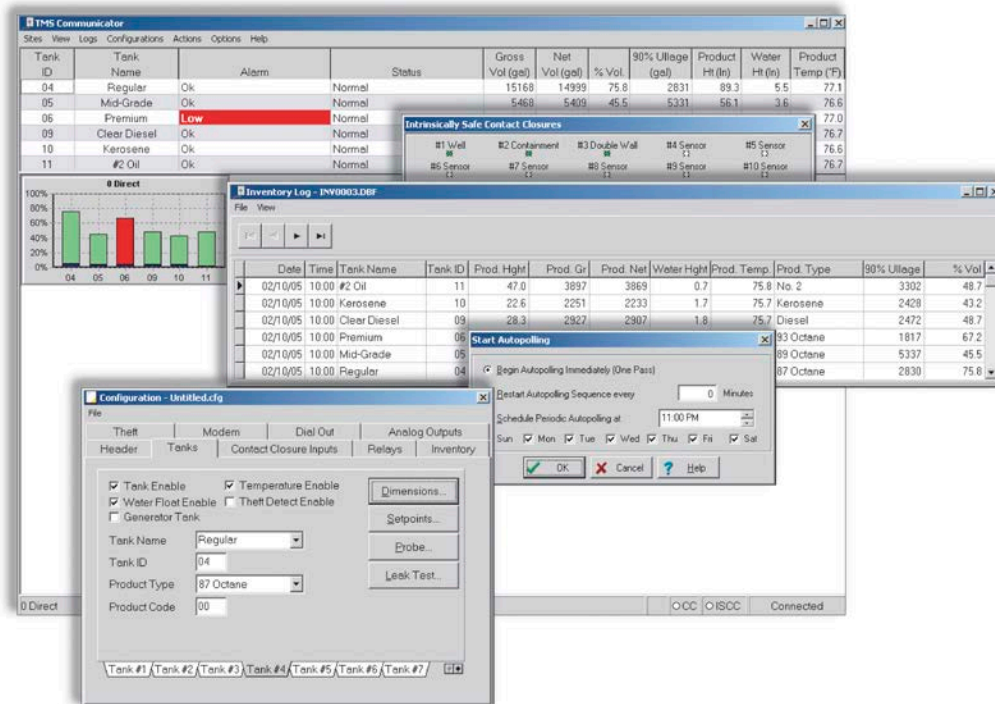 TMS Communicator
Sites View Logs Configurations Actions Options Help
Tank ID Tank Name Alarm Status Gross Vol (gal) Net Vol (gal) % Vol. 90% Ullage (gal) Product Ht (In) Water Ht (In) Product Temp (°F)
04 Regular Ok Normal 15168 14999 75.8 2831 89.3 5.5 77.1
05 Mid-Grade Ok Normal 5468 5409 45.5 5331 56.1 3.6 76.6
06 Premium Low Normal 77.0
09 Clear Diesel Ok Normal 76.7
10 Kerosene Ok Normal 76.6
11 #2 Oil Ok Normal 76.7
Intrinsically Safe Contact Closures
#1 Well #2 Containment #3 Double Wall #4 Sensor #5 Sensor
#6 Sensor #7 Sensor #8 Sensor #9 Sensor #10 Sensor
0 Direct
100%
80%
60%
40%
20%
0%
04 05 06 09 10 11
Inventory Log - INV0003.DBF
File View
Date Time Tank Name Tank ID Prod. Hght Prod. Gr Prod. Net Water Hght Prod. Temp. Prod. Type 90% Ullage % Vol
02/10/05 10:00 #2 Oil 11 47.0 3897 3869 0.7 75.8 No. 2 3302 48.7
02/10/05 10:00 Kerosene 10 22.6 2251 2233 1.7 75.7 Kerosene 2428 43.2
02/10/05 10:00 Clear Diesel 09 28.3 2927 2907 1.8 75.7 Diesel 2472 48.7
02/10/05 10:00 Premium 06 93 Octane 1817 67.2
02/10/05 10:00 Mid-Grade 05 89 Octane 5337 45.5
02/10/05 10:00 Regular 04 87 Octane 2830 75.8
Start Autopolling
Begin Autopolling Immediately (One Pass)
Restart Autopolling Sequence every 0 Minutes
Schedule Periodic Autopolling at 11:00 PM
Sun Mon Tue Wed Thu Fri Sat
OK Cancel Help
Configuration - Untitled.cfg
File
Theft Modem Dial Out Analog Outputs
Header Tanks Contact Closure Inputs Relays Inventory
Tank Enable Temperature Enable
Water Float Enable Theft Detect Enable
Generator Tank
Tank Name Regular
Tank ID 04
Product Type 87 Octane
Product Code 00
Dimensions...
Setpoints...
Probe...
Leak Test...
Tank #1 Tank #2 Tank #3 Tank #4 Tank #5 Tank #6 Tank #7
0 Direct
CC ISCC Connected